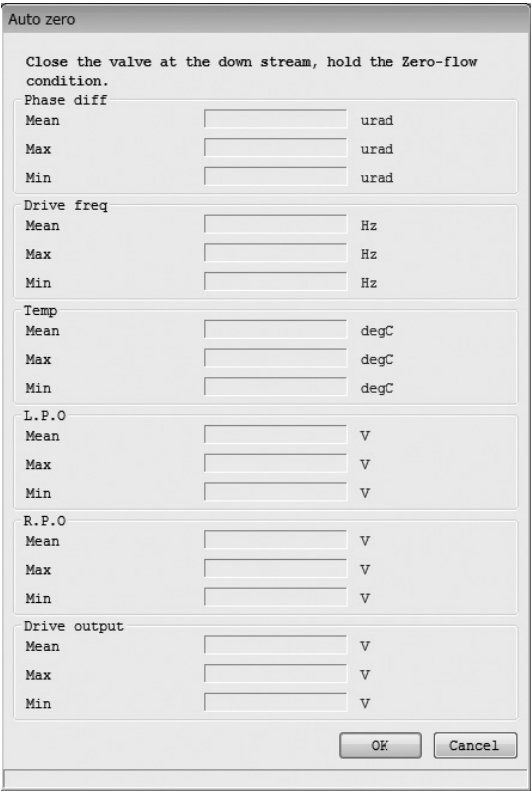 Auto zero
Close the valve at the down stream, hold the Zero-flow
condition.
Phase diff
Mean urad
Max urad
Min urad
Drive freq
Mean Hz
Max Hz
Min Hz
Temp
Mean degC
Max degC
Min degC
L.P.O
Mean V
Max V
Min V
R.P.O
Mean V
Max V
Min V
Drive output
Mean V
Max V
Min V
OK Cancel